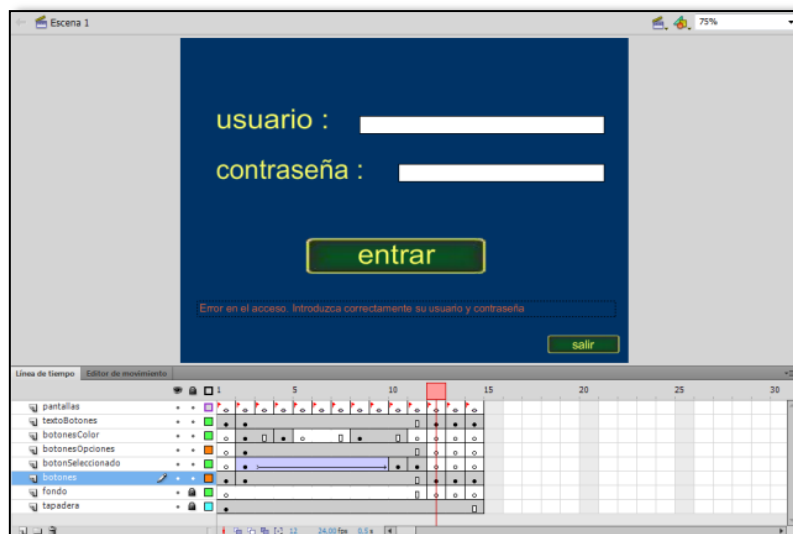 Escena 1
75%
usuario :
contraseña :
entrar
Error en el acceso. Introduzca correctamente su usuario y contraseña
salir
Línea de tiempo Editor de movimiento
1 5 10 15 20 25 30
pantallas
textoBotones
botonesColor
botonesOpciones
botonSeleccionado
botones
fondo
tapadera
12 24.00 fps 0.5 s